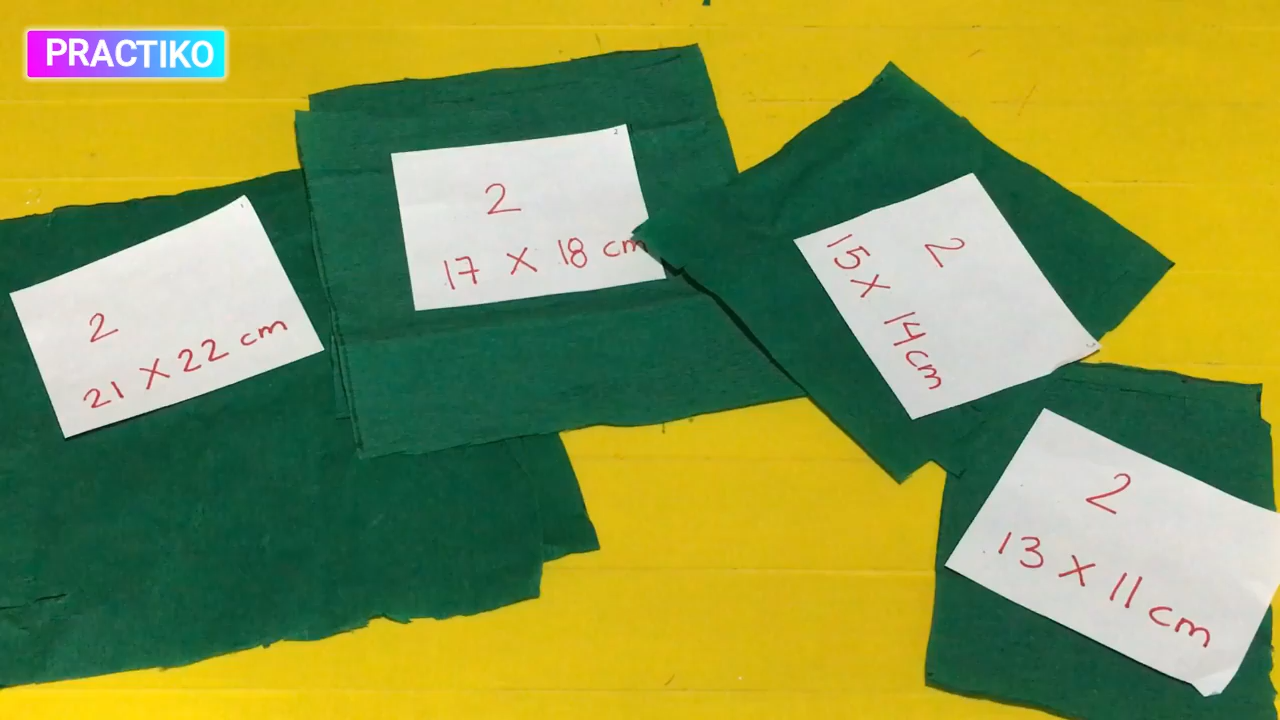 PRACTIKO
2
21 X 22 cm
2
17 X 18 cm
2
15 X 14 cm
2
13 X 11 cm